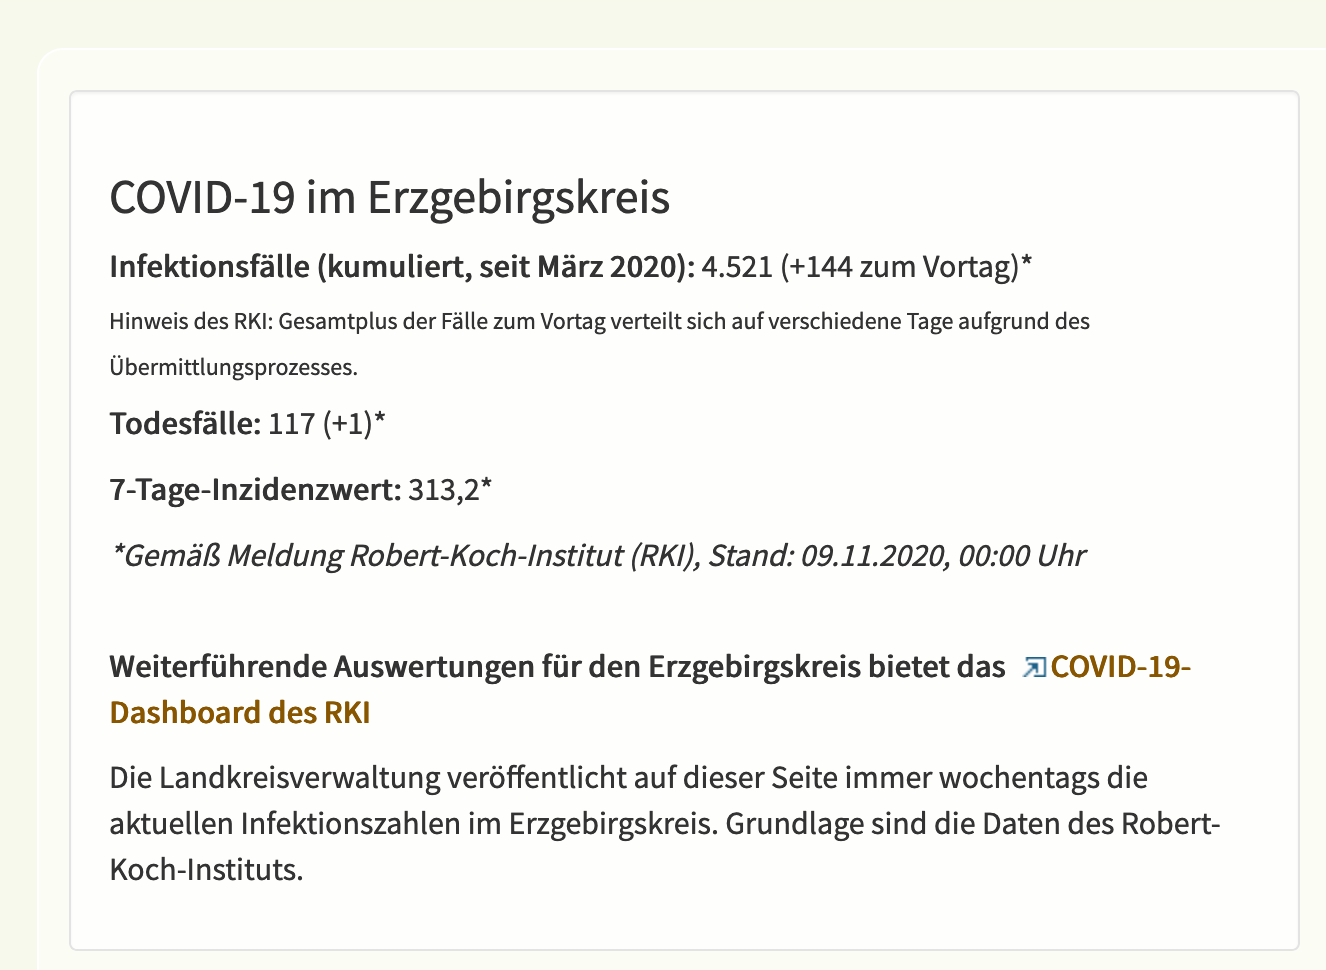 COVID-19 im Erzgebirgskreis
Infektionsfälle (kumuliert, seit März 2020): 4.521 (+144 zum Vortag)*
Hinweis des RKI: Gesamtplus der Fälle zum Vortag verteilt sich auf verschiedene Tage aufgrund des
Übermittlungsprozesses.
Todesfälle: 117 (+1)*
7-Tage-Inzidenzwert: 313,2*
*Gemäß Meldung Robert-Koch-Institut (RKI), Stand: 09.11.2020, 00:00 Uhr
Weiterführende Auswertungen für den Erzgebirgskreis bietet das COVID-19-
Dashboard des RKI
Die Landkreisverwaltung veröffentlicht auf dieser Seite immer wochentags die
aktuellen Infektionszahlen im Erzgebirgskreis. Grundlage sind die Daten des Robert-
Koch-Instituts.